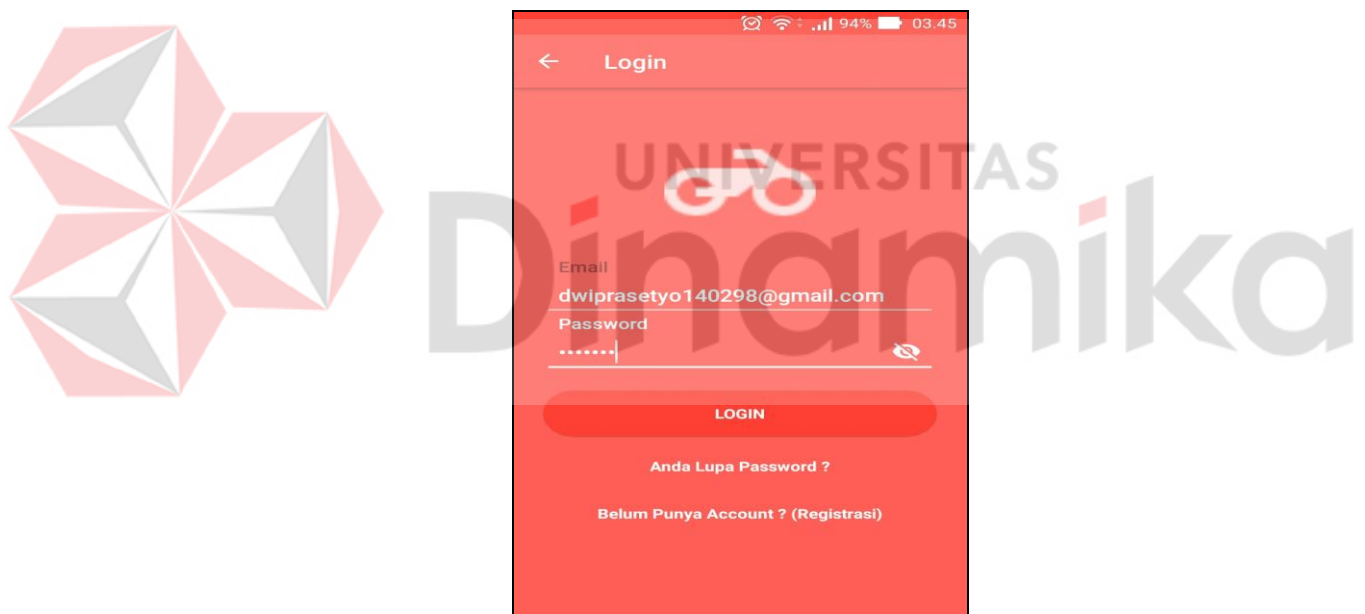 94% 03.45
Login
UNIVERSITAS
Dinamika
Email
dwiprasetyo140298@gmail.com
Password
•••••••
LOGIN
Anda Lupa Password ?
Belum Punya Account ? (Registrasi)